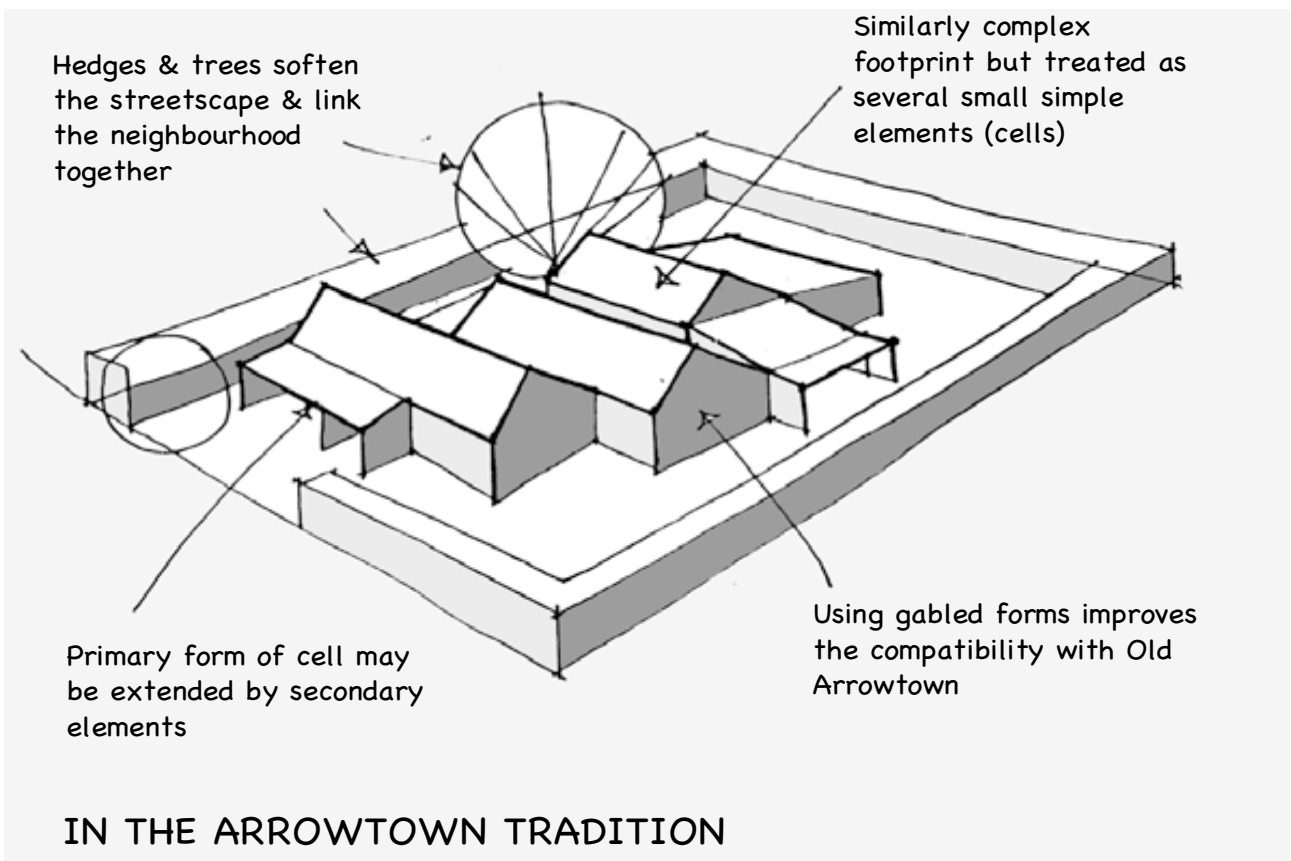 Hedges & trees soften
the streetscape & link
the neighbourhood
together
Similarly complex
footprint but treated as
several small simple
elements (cells)
Primary form of cell may
be extended by secondary
elements
Using gabled forms improves
the compatibility with Old
Arrowtown
IN THE ARROWTOWN TRADITION